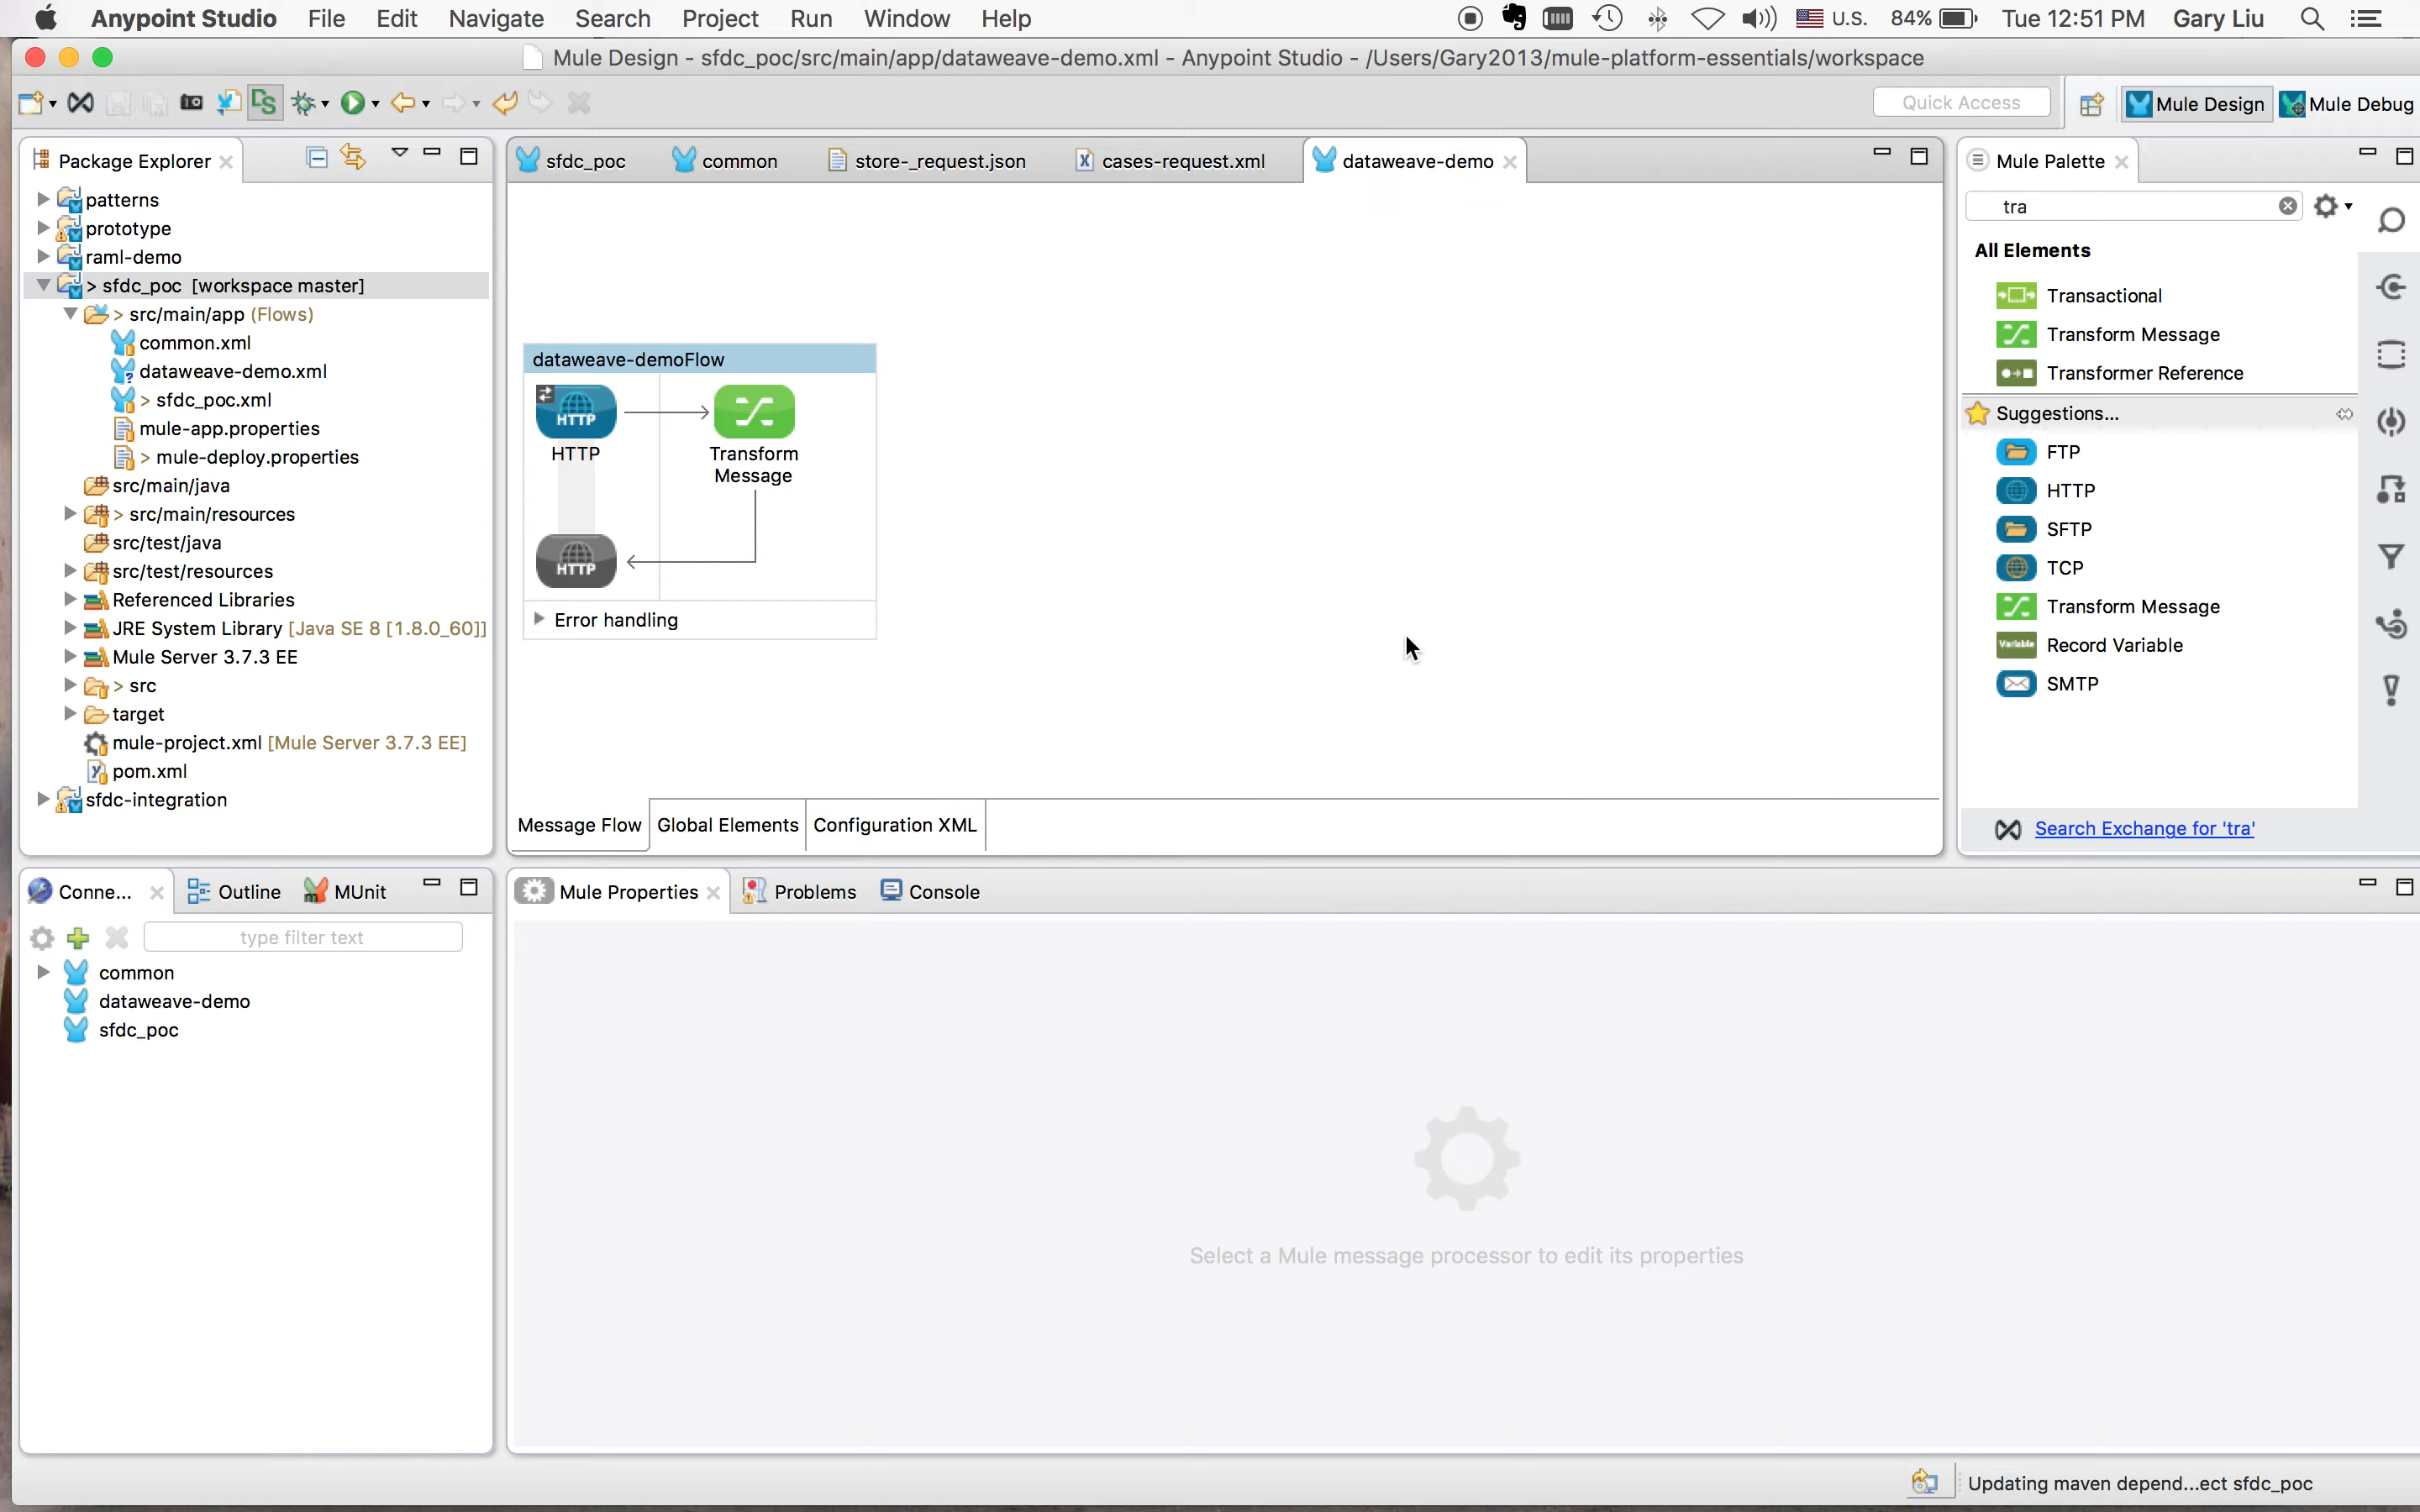 Anypoint Studio File Edit Navigate Search Project Run Window Help U.S. 84% Tue 12:51 PM Gary Liu
Mule Design - sfdc_poc/src/main/app/dataweave-demo.xml - Anypoint Studio - /Users/Gary2013/mule-platform-essentials/workspace
Quick Access Mule Design Mule Debug
Package Explorer
patterns
prototype
raml-demo
> sfdc_poc [workspace master]
> src/main/app (Flows)
common.xml
dataweave-demo.xml
> sfdc_poc.xml
mule-app.properties
> mule-deploy.properties
src/main/java
> src/main/resources
src/test/java
src/test/resources
Referenced Libraries
JRE System Library [Java SE 8 [1.8.0_60]]
Mule Server 3.7.3 EE
> src
target
mule-project.xml [Mule Server 3.7.3 EE]
pom.xml
sfdc-integration
sfdc_poc common store-_request.json cases-request.xml dataweave-demo
dataweave-demoFlow
HTTP
HTTP
Transform
Message
HTTP
Error handling
Message Flow Global Elements Configuration XML
Mule Palette
tra
All Elements
Transactional
Transform Message
Transformer Reference
Suggestions...
FTP
HTTP
SFTP
TCP
Transform Message
Variable Record Variable
SMTP
Search Exchange for 'tra'
Conne... Outline MUnit
type filter text
common
dataweave-demo
sfdc_poc
Mule Properties Problems Console
Select a Mule message processor to edit its properties
Updating maven depend...ect sfdc_poc